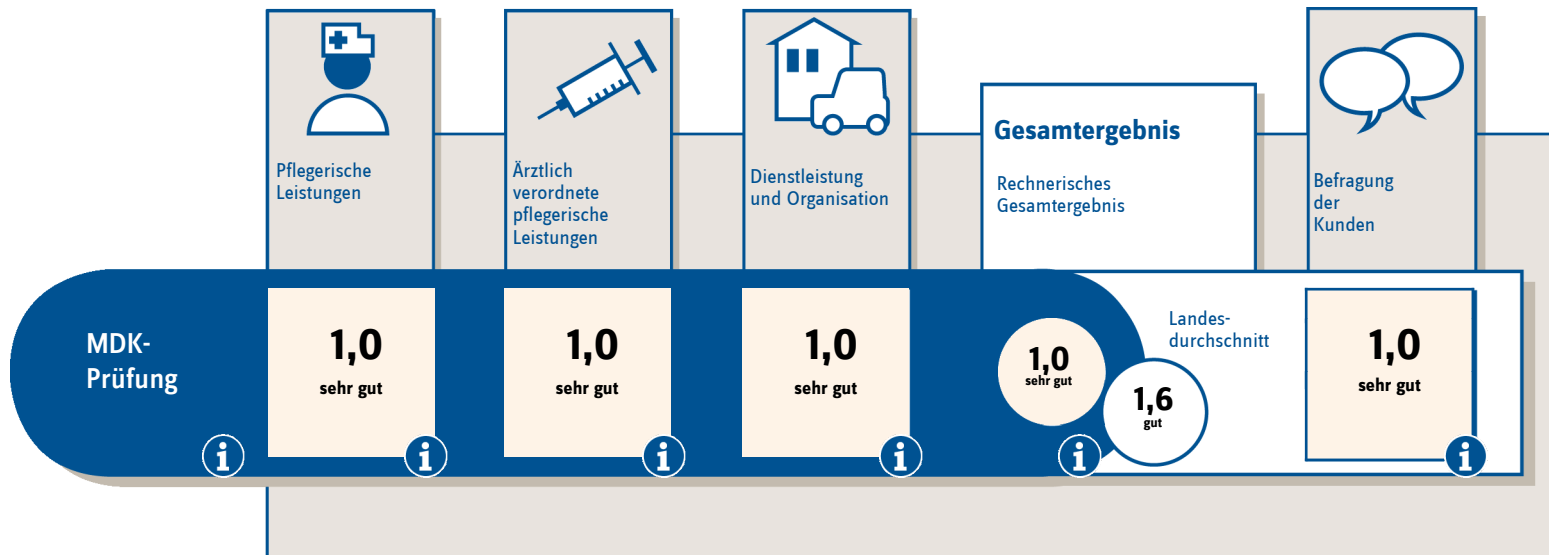 Pflegerische
Leistungen
Ärztlich
verordnete
pflegerische
Leistungen
Dienstleistung
und Organisation
Gesamtergebnis
Rechnerisches
Gesamtergebnis
Befragung
der
Kunden
MDK-
Prüfung
1,0
sehr gut
1,0
sehr gut
1,0
sehr gut
1,0
sehr gut
Landes-
durchschnitt
1,6
gut
1,0
sehr gut
i
i
i
i
i
i